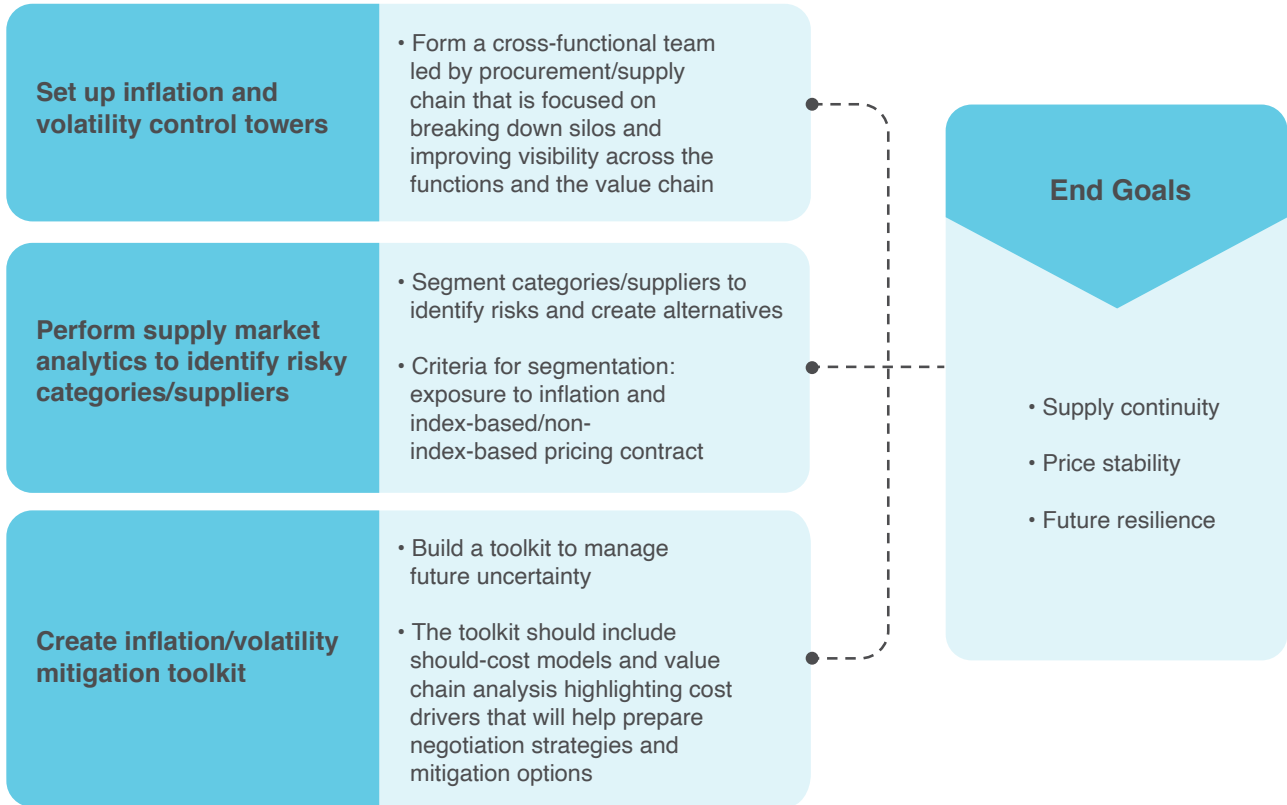 Set up inflation and
volatility control towers
• Form a cross-functional team
led by procurement/supply
chain that is focused on
breaking down silos and
improving visibility across the
functions and the value chain
Perform supply market
analytics to identify risky
categories/suppliers
• Segment categories/suppliers to
identify risks and create alternatives
• Criteria for segmentation:
exposure to inflation and
index-based/non-
index-based pricing contract
Create inflation/volatility
mitigation toolkit
• Build a toolkit to manage
future uncertainty
• The toolkit should include
should-cost models and value
chain analysis highlighting cost
drivers that will help prepare
negotiation strategies and
mitigation options
End Goals
• Supply continuity
• Price stability
• Future resilience